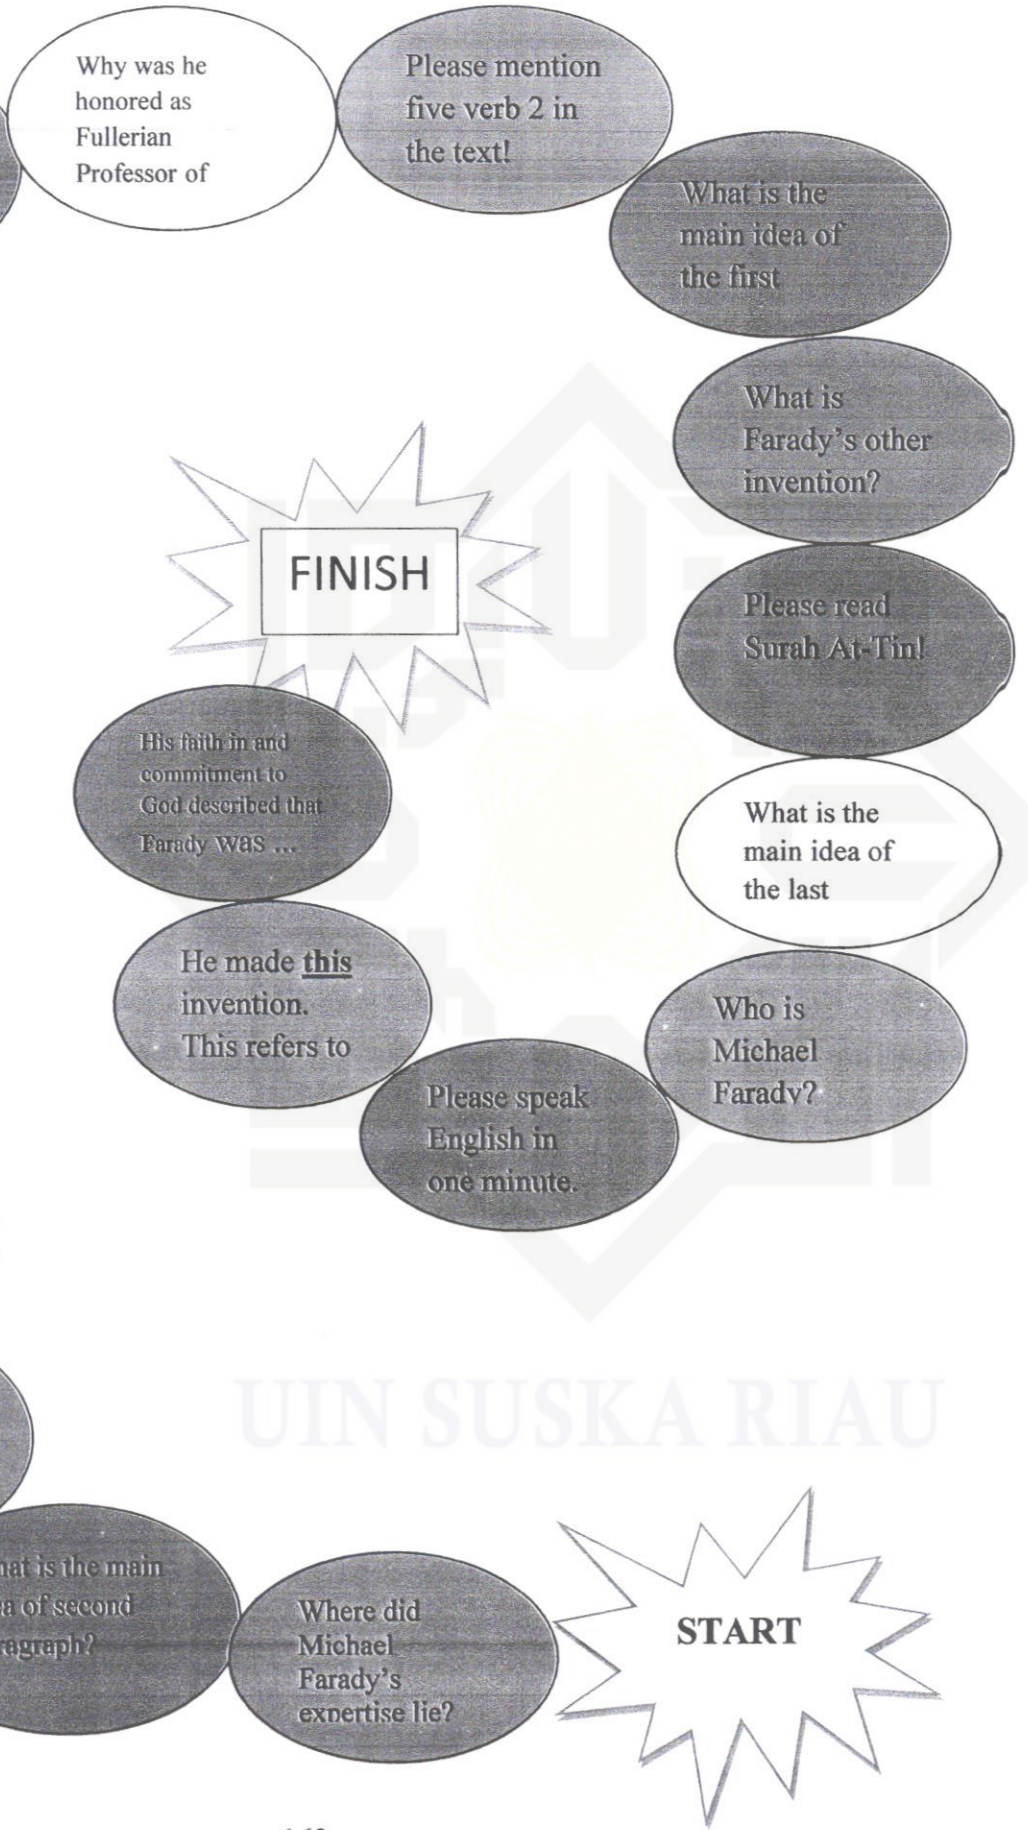 Why was he
honored as
Fullerian
Professor of
Please mention
five verb 2 in
the text!
What is the
main idea of
the first
What is
Farady's other
invention?
Please read
Surah At-Tin!
What is the
main idea of
the last
Who is
Michael
Farady?
Please speak
English in
one minute.
He made this
invention.
This refers to
His faith in and
commitment to
God described that
Farady was ...
FINISH
UIN SUSKA RIAU
is the main
of second
Where did
Michael
Farady's
expertise lie?
START